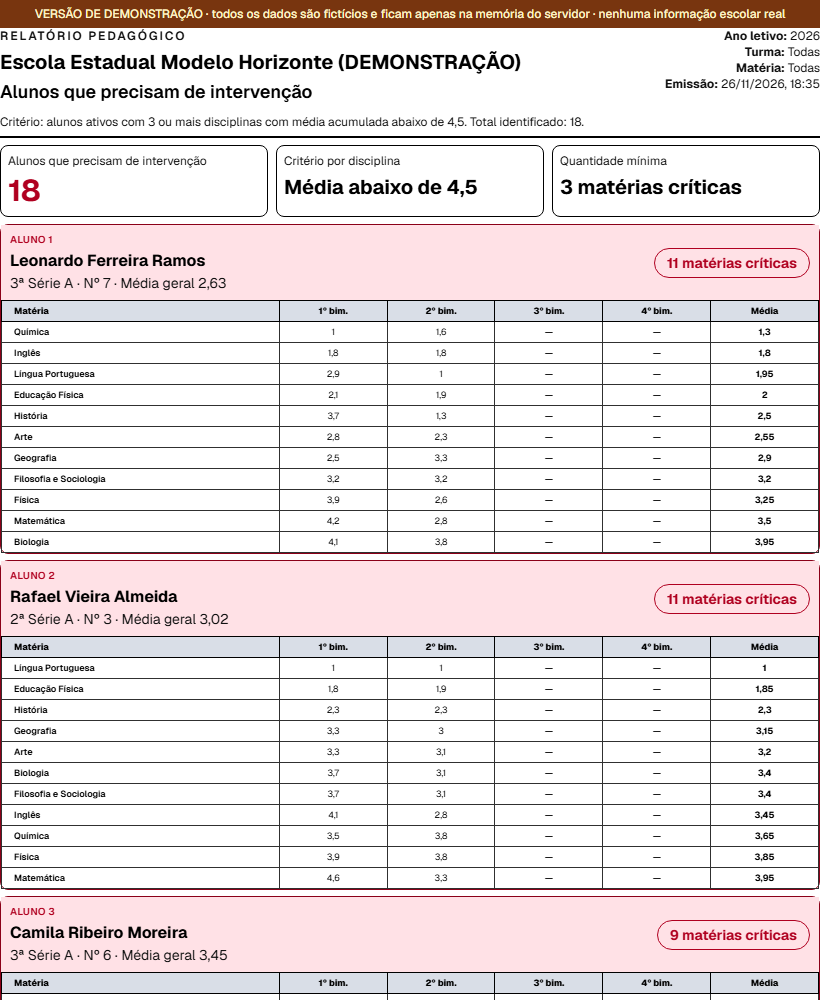 VERSÃO DE DEMONSTRAÇÃO · todos os dados são fictícios e ficam apenas na memória do servidor · nenhuma informação escolar real
RELATÓRIO PEDAGÓGICO
Escola Estadual Modelo Horizonte (DEMONSTRAÇÃO)
Alunos que precisam de intervenção
Ano letivo: 2026
Turma: Todas
Matéria: Todas
Emissão: 26/11/2026, 18:35
Critério: alunos ativos com 3 ou mais disciplinas com média acumulada abaixo de 4,5. Total identificado: 18.
Alunos que precisam de intervenção
18
Critério por disciplina
Média abaixo de 4,5
Quantidade mínima
3 matérias críticas
ALUNO 1
Leonardo Ferreira Ramos
3ª Série A · Nº 7 · Média geral 2,63
11 matérias críticas
Matéria 1º bim. 2º bim. 3º bim. 4º bim. Média
Química 1 1,6 — — 1,3
Inglês 1,8 1,8 — — 1,8
Língua Portuguesa 2,9 1 — — 1,95
Educação Física 2,1 1,9 — — 2
História 3,7 1,3 — — 2,5
Arte 2,8 2,3 — — 2,55
Geografia 2,5 3,3 — — 2,9
Filosofia e Sociologia 3,2 3,2 — — 3,2
Física 3,9 2,6 — — 3,25
Matemática 4,2 2,8 — — 3,5
Biologia 4,1 3,8 — — 3,95
ALUNO 2
Rafael Vieira Almeida
2ª Série A · Nº 3 · Média geral 3,02
11 matérias críticas
Matéria 1º bim. 2º bim. 3º bim. 4º bim. Média
Língua Portuguesa 1 1 — — 1
Educação Física 1,8 1,9 — — 1,85
História 2,3 2,3 — — 2,3
Geografia 3,3 3 — — 3,15
Arte 3,3 3,1 — — 3,2
Biologia 3,7 3,1 — — 3,4
Filosofia e Sociologia 3,7 3,1 — — 3,4
Inglês 4,1 2,8 — — 3,45
Química 3,5 3,8 — — 3,65
Física 3,9 3,8 — — 3,85
Matemática 4,6 3,3 — — 3,95
ALUNO 3
Camila Ribeiro Moreira
3ª Série A · Nº 6 · Média geral 3,45
9 matérias críticas
Matéria 1º bim. 2º bim. 3º bim. 4º bim. Média